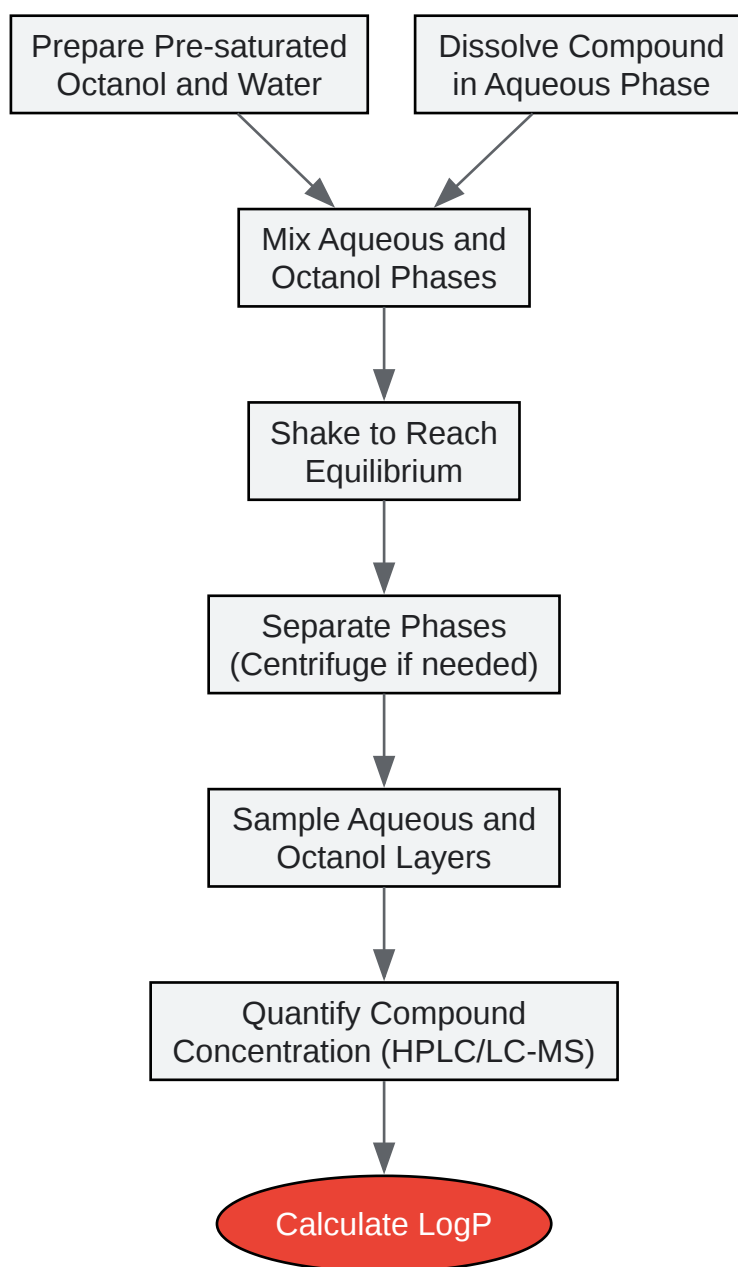 Prepare Pre-saturated
Octanol and Water
Dissolve Compound
in Aqueous Phase
Mix Aqueous and
Octanol Phases
Shake to Reach
Equilibrium
Separate Phases
(Centrifuge if needed)
Sample Aqueous and
Octanol Layers
Quantify Compound
Concentration (HPLC/LC-MS)
Calculate LogP